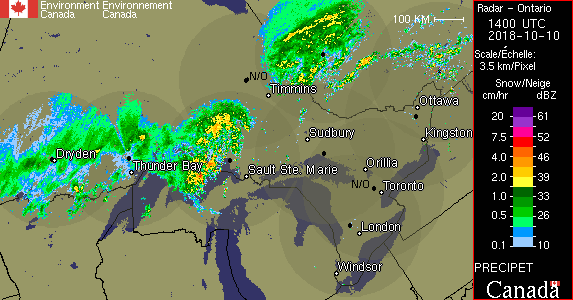 Environment Environnement
Canada Canada
100 KM
N/O
Timmins
Ottawa
Sudbury
Kingston
Dryden
Thunder Bay
Sault Ste. Marie
Orillia
N/O
Toronto
London
Windsor
Radar - Ontario
1400 UTC
2018-10-10
Scale/Échelle:
3.5 km/Pixel
Snow/Neige
cm/hr dBZ
20 61
7.5 52
4.0 46
2.0 39
1.0 33
0.5 26
0.1 10
PRECIPET
Canada